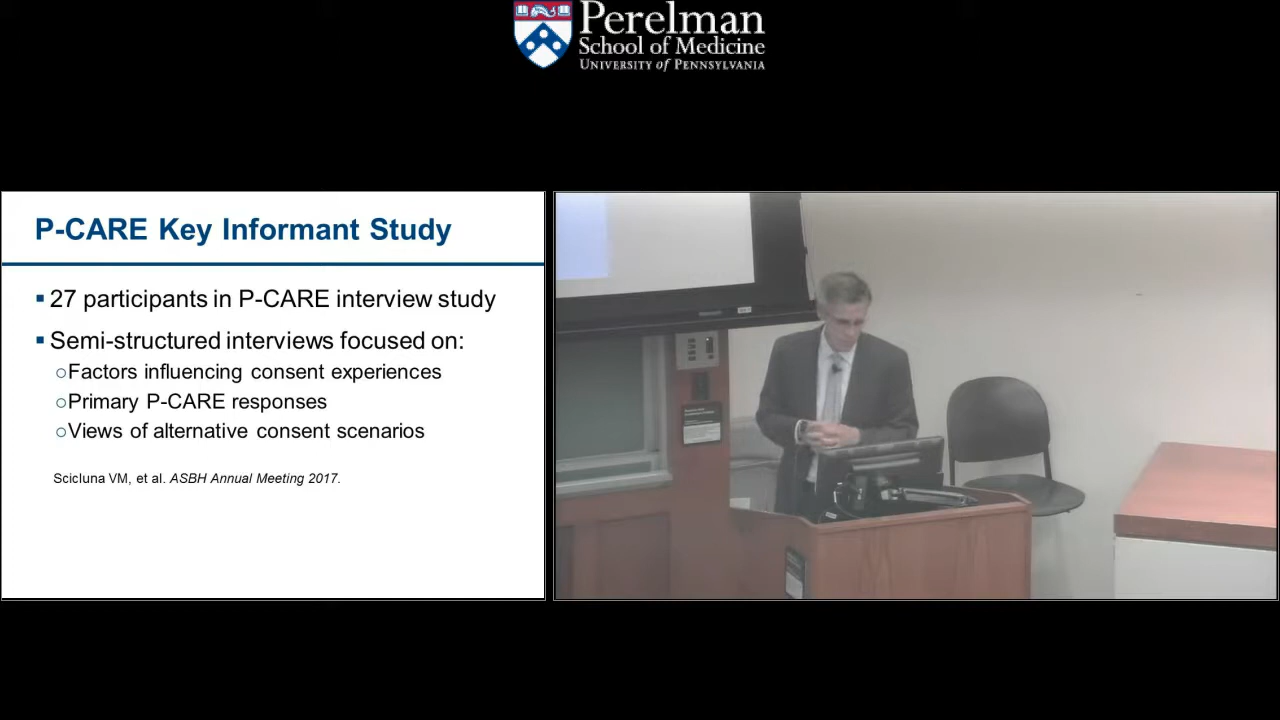 Perelman
School of Medicine
UNIVERSITY of PENNSYLVANIA
P-CARE Key Informant Study
▪ 27 participants in P-CARE interview study
▪ Semi-structured interviews focused on:
○Factors influencing consent experiences
○Primary P-CARE responses
○Views of alternative consent scenarios
Scicluna VM, et al. ASBH Annual Meeting 2017.